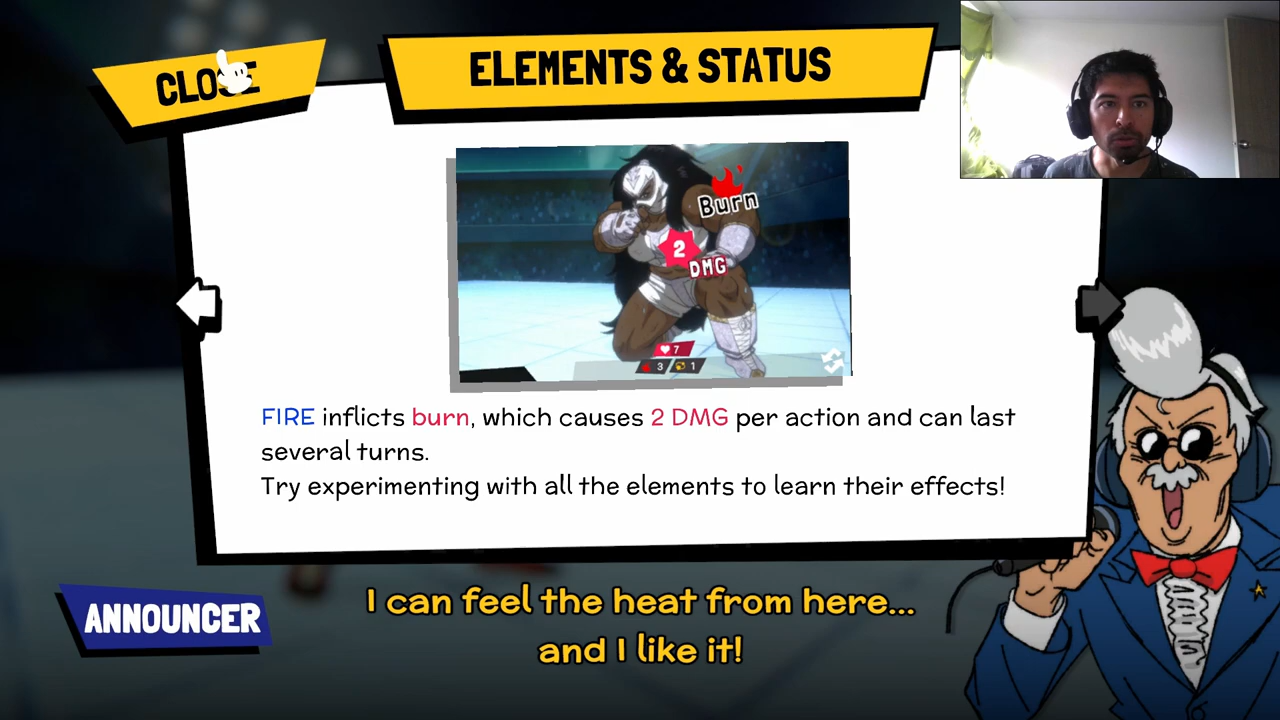 CLOSE
ELEMENTS & STATUS
Burn
2
DMG
7
3 1
FIRE inflicts burn, which causes 2 DMG per action and can last
several turns.
Try experimenting with all the elements to learn their effects!
ANNOUNCER
I can feel the heat from here...
and I like it!